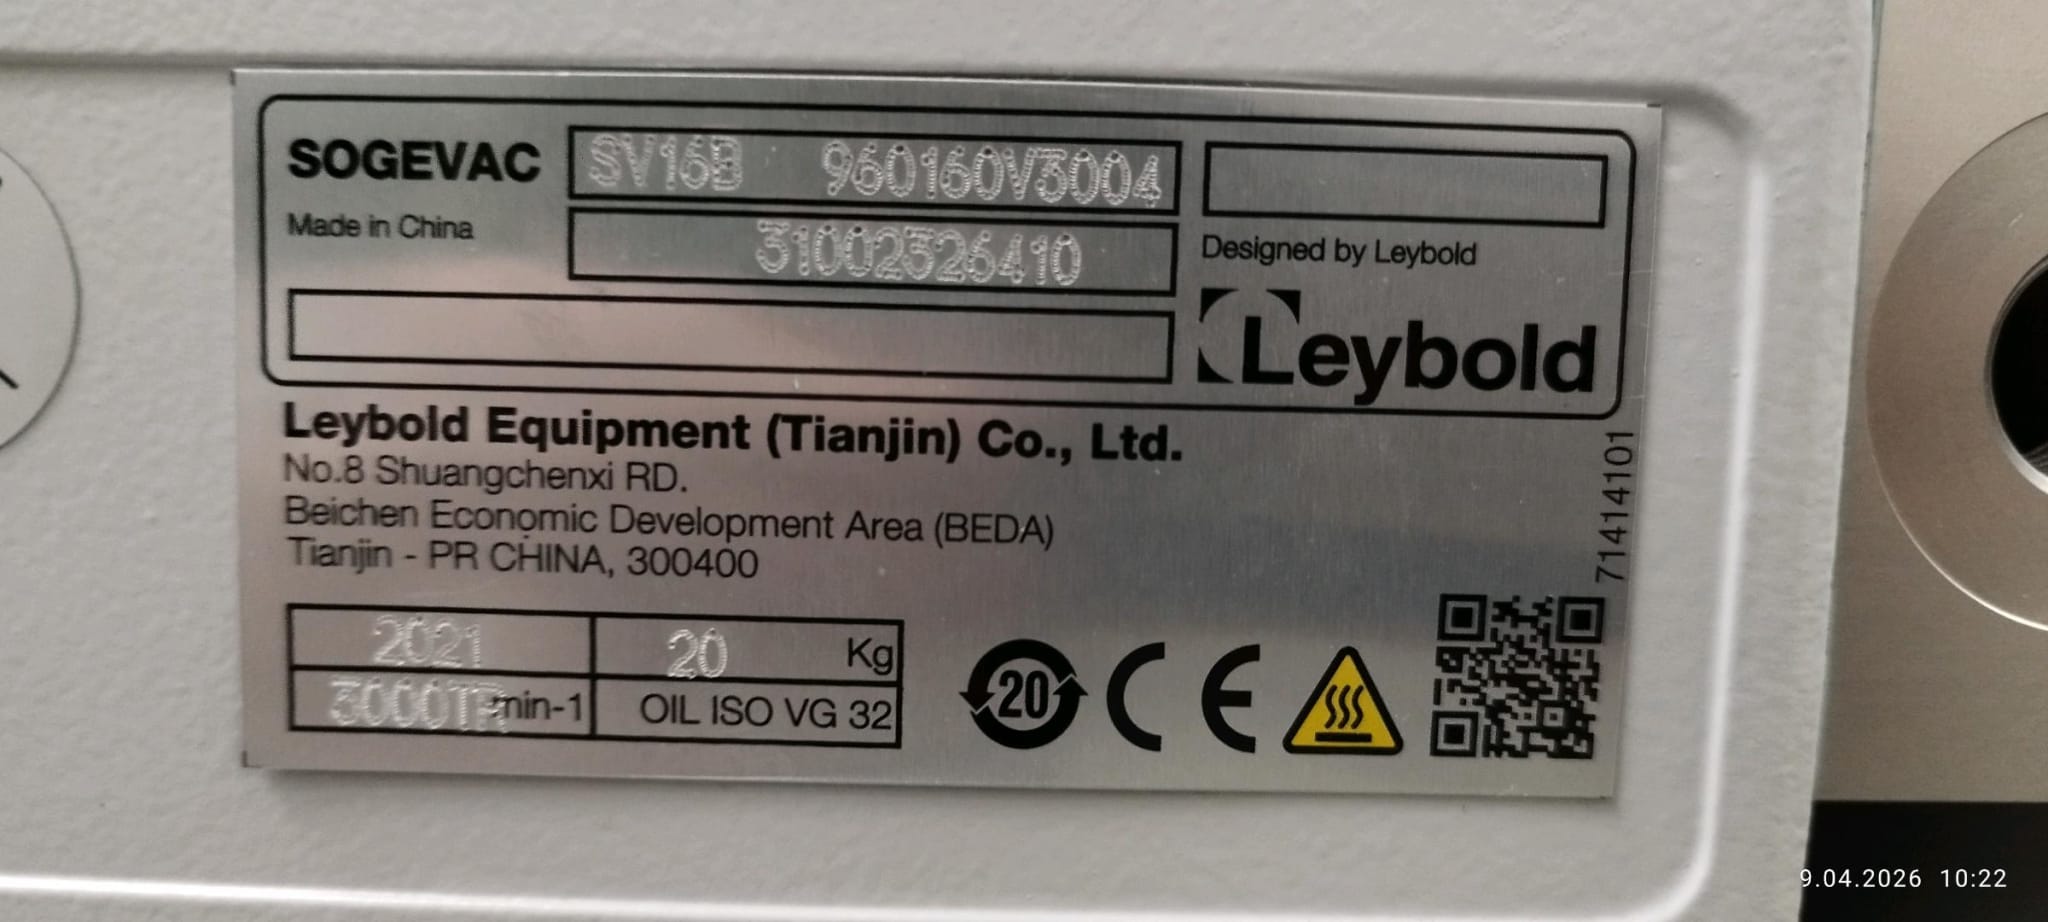 SOGEVAC SV16B 960160V3004
Made in China 31002326410
Designed by Leybold
Leybold
Leybold Equipment (Tianjin) Co., Ltd.
No.8 Shuangchenxi RD.
Beichen Economic Development Area (BEDA)
Tianjin - PR CHINA, 300400
71414101
2021 20 Kg
3000TR min-1 OIL ISO VG 32
20 CE
9.04.2026 10:22